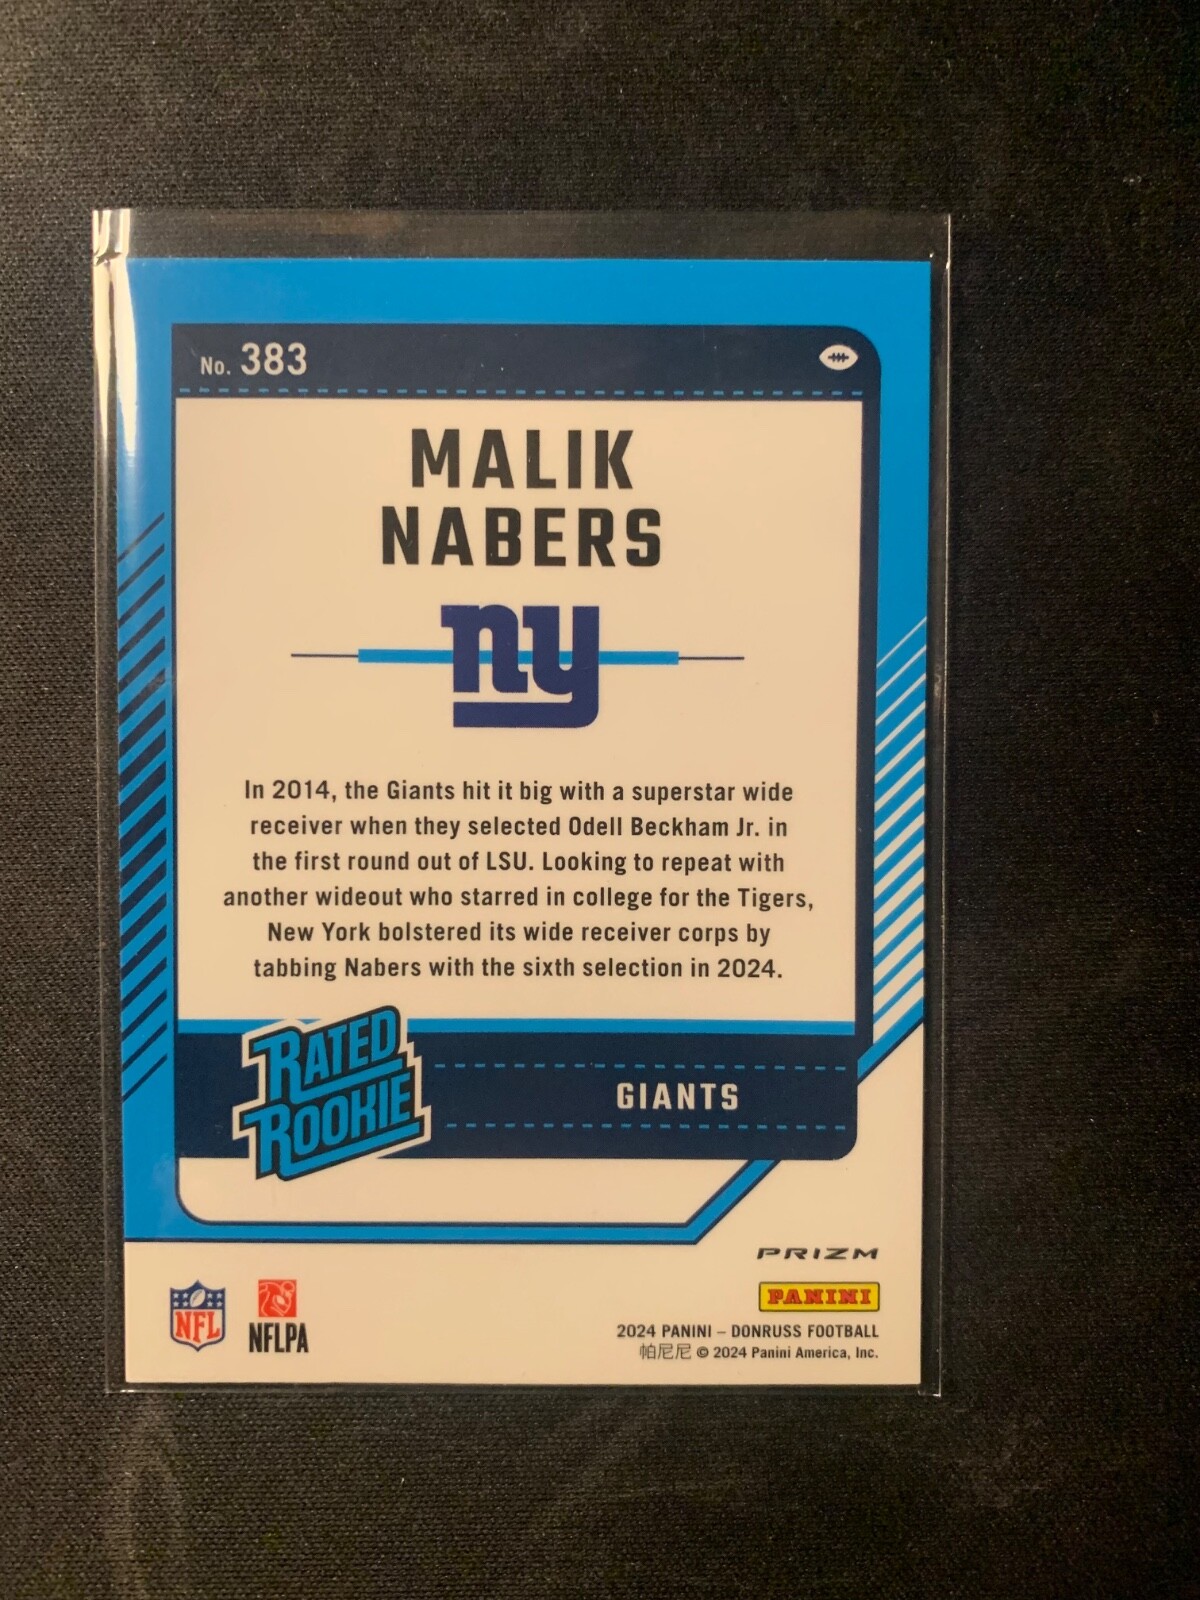 No. 383
MALIK
NABERS
ny
In 2014, the Giants hit it big with a superstar wide
receiver when they selected Odell Beckham Jr. in
the first round out of LSU. Looking to repeat with
another wideout who starred in college for the Tigers,
New York bolstered its wide receiver corps by
tabbing Nabers with the sixth selection in 2024.
RATED
ROOKIE
GIANTS
PRIZM
NFL
NFLPA
PANINI
2024 PANINI – DONRUSS FOOTBALL
帕尼尼 © 2024 Panini America, Inc.